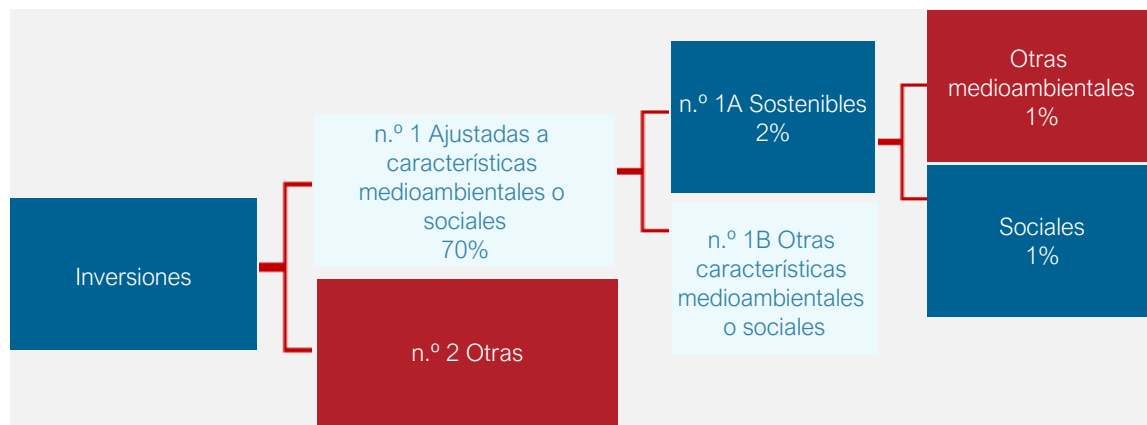 Inversiones
n.º 1 Ajustadas a
características
medioambientales o
sociales
70%
n.º 2 Otras
n.º 1A Sostenibles
2%
n.º 1B Otras
características
medioambientales
o sociales
Otras
medioambientales
1%
Sociales
1%